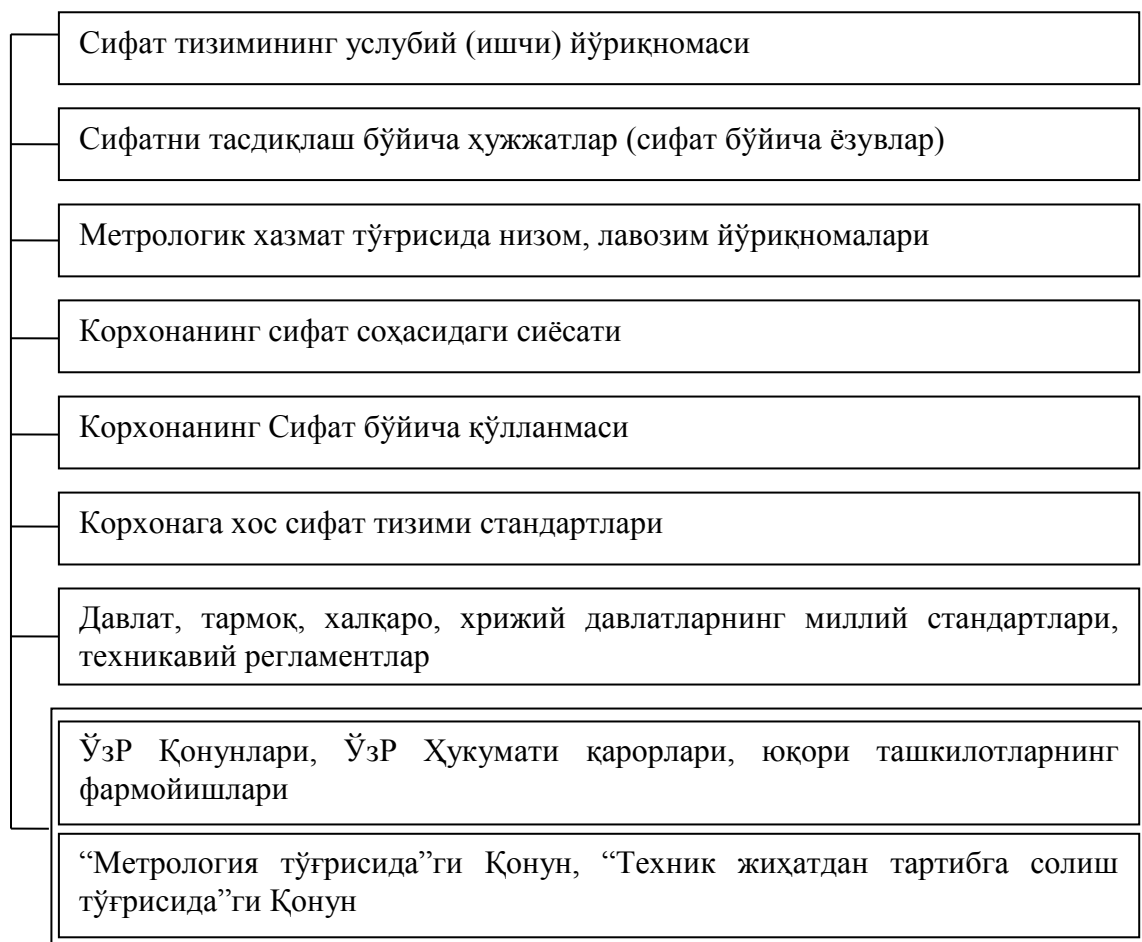 Сифат тизимининг услубий (ишчи) йўриқномаси
Сифатни тасдиқлаш бўйича ҳужжатлар (сифат бўйича ёзувлар)
Метрологик хазмат тўғрисида низом, лавозим йўриқномалари
Корхонанинг сифат соҳасидаги сиёсати
Корхонанинг Сифат бўйича қўлланмаси
Корхонага хос сифат тизими стандартлари
Давлат, тармоқ, халқаро, хрижий давлатларнинг миллий стандартлари,
техникавий регламентлар
ЎзР Қонунлари, ЎзР Ҳукумати қарорлари, юқори ташкилотларнинг
фармойишлари
“Метрология тўғрисида”ги Қонун, “Техник жиҳатдан тартибга солиш
тўғрисида”ги Қонун